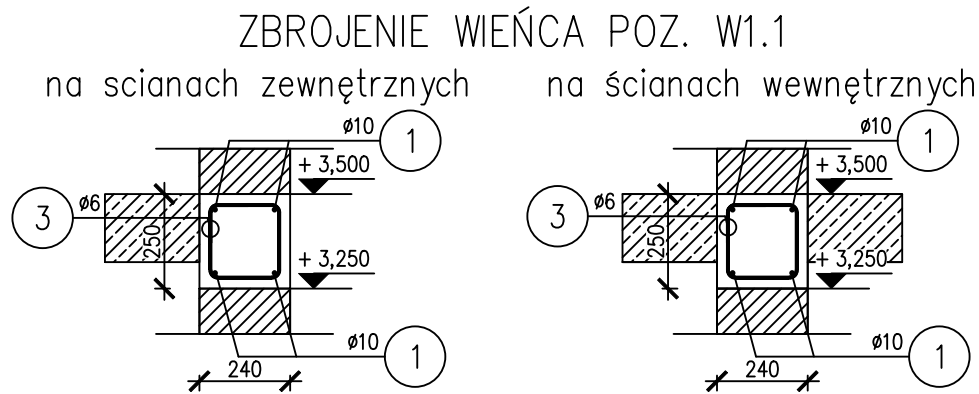 ZBROJENIE WIEŃCA POZ. W1.1
na scianach zewnętrznych
ø10
1
+ 3,500
3
ø6
250
+ 3,250
ø10
1
240
na ścianach wewnętrznych
ø10
1
+ 3,500
3
ø6
250
+ 3,250
ø10
1
240